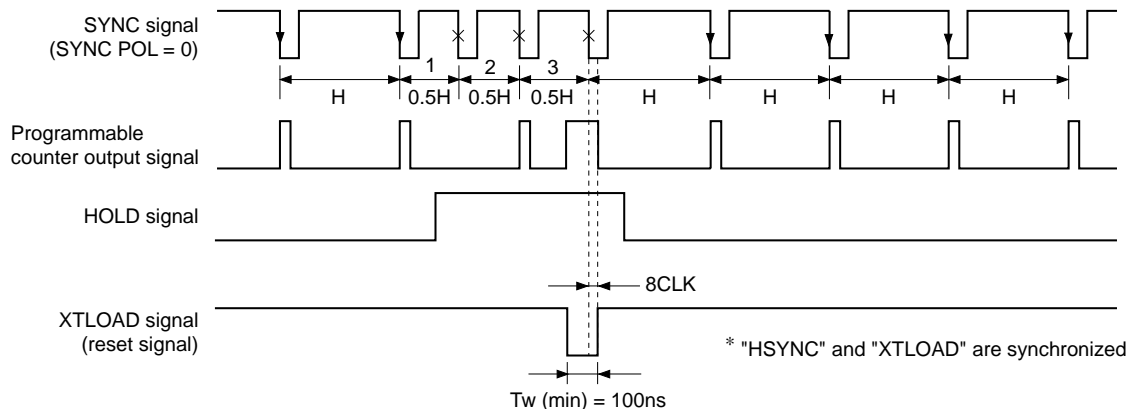 SYNC signal
(SYNC POL = 0)
1 2 3
H 0.5H 0.5H 0.5H H H H H
Programmable
counter output signal
HOLD signal
8CLK
XTLOAD signal
(reset signal)
* "HSYNC" and "XTLOAD" are synchronized
Tw (min) = 100ns